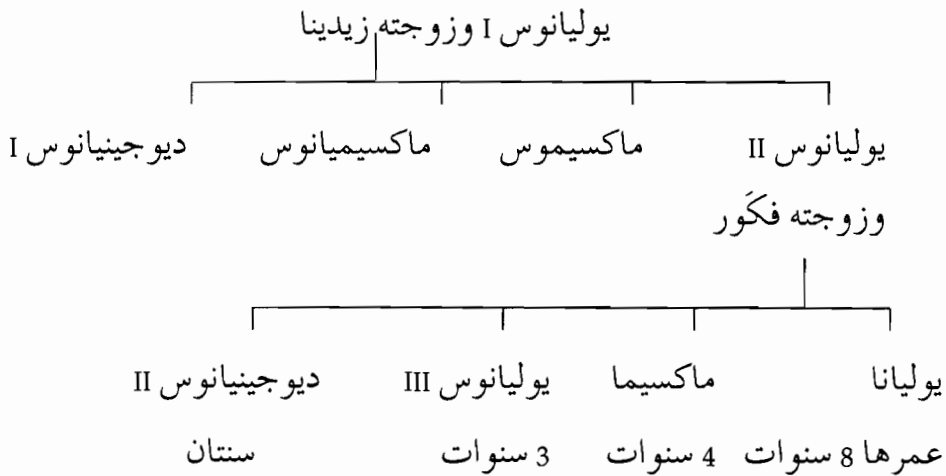 يوليانوس I وزوجته زيدينا
يوليانوس II ماكسيموس ماكسيميانوس ديوجينيانوس I
وزوجته فكَور
يوليانا ماكسيما يوليانوس III ديوجينيانوس II
عمرها 8 سنوات 4 سنوات 3 سنوات سنتان